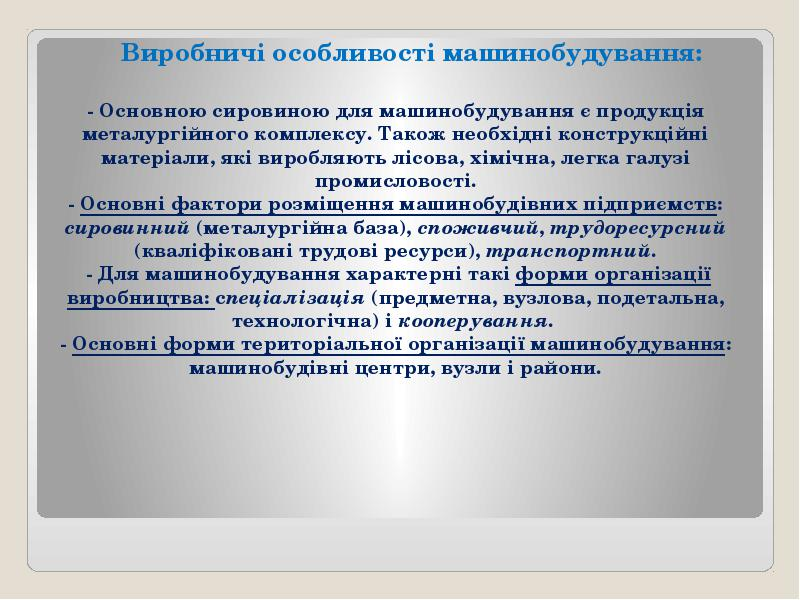 Виробничі особливості машинобудування:
- Основною сировиною для машинобудування є продукція
металургійного комплексу. Також необхідні конструкційні
матеріали, які виробляють лісова, хімічна, легка галузі
промисловості.
- Основні фактори розміщення машинобудівних підприємств:
сировинний (металургійна база), споживчий, трудоресурсний
(кваліфіковані трудові ресурси), транспортний.
- Для машинобудування характерні такі форми організації
виробництва: спеціалізація (предметна, вузлова, подетальна,
технологічна) і кооперування.
- Основні форми територіальної організації машинобудування:
машинобудівні центри, вузли і райони.